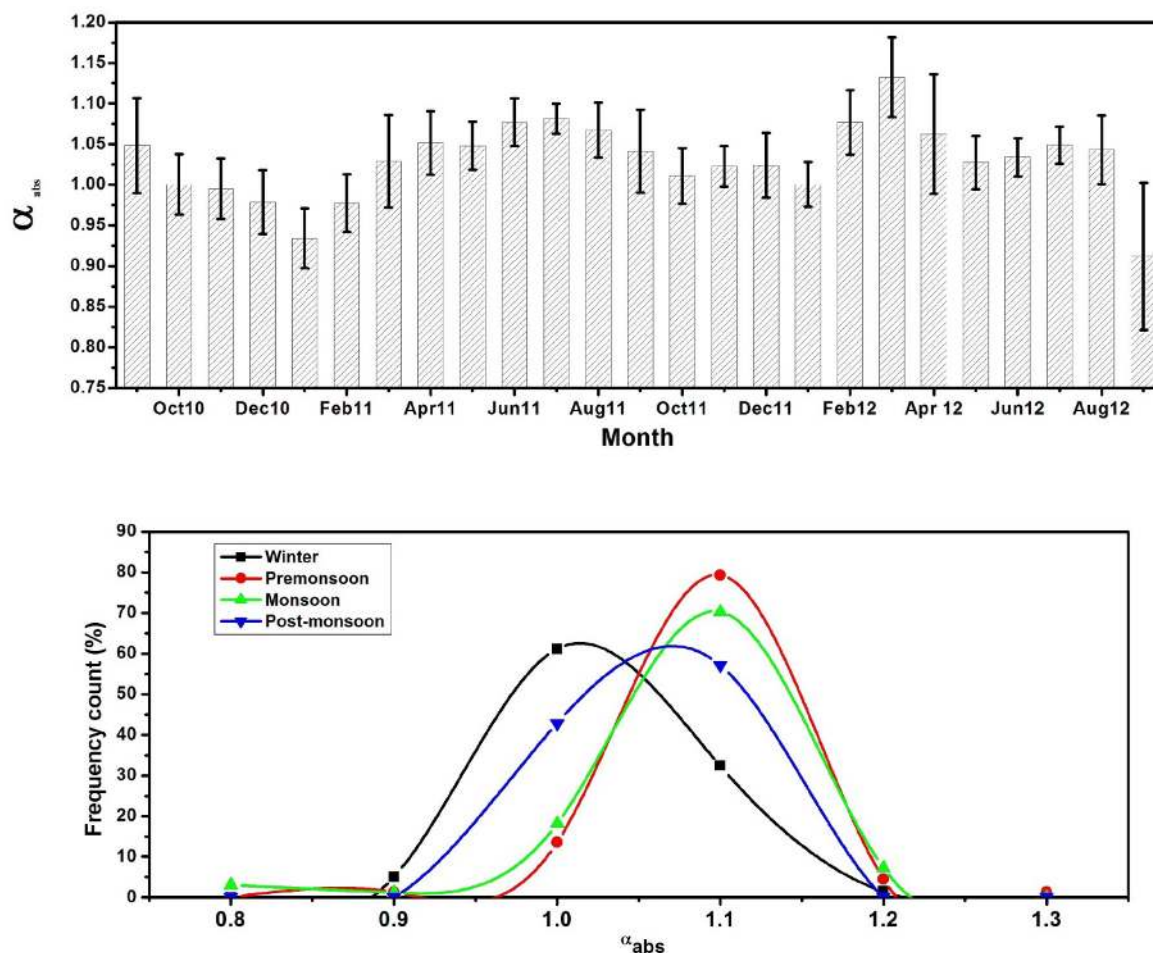 1.20
1.15
1.10
1.05
1.00
0.95
0.90
0.85
0.80
0.75
α abs
Oct10 Dec10 Feb11 Apr11 Jun11 Aug11 Oct11 Dec11 Feb12 Apr 12 Jun12 Aug12
Month
90
80
70
60
50
40
30
20
10
0
Frequency count (%)
Winter
Premonsoon
Monsoon
Post-monsoon
0.8 0.9 1.0 1.1 1.2 1.3
αabs